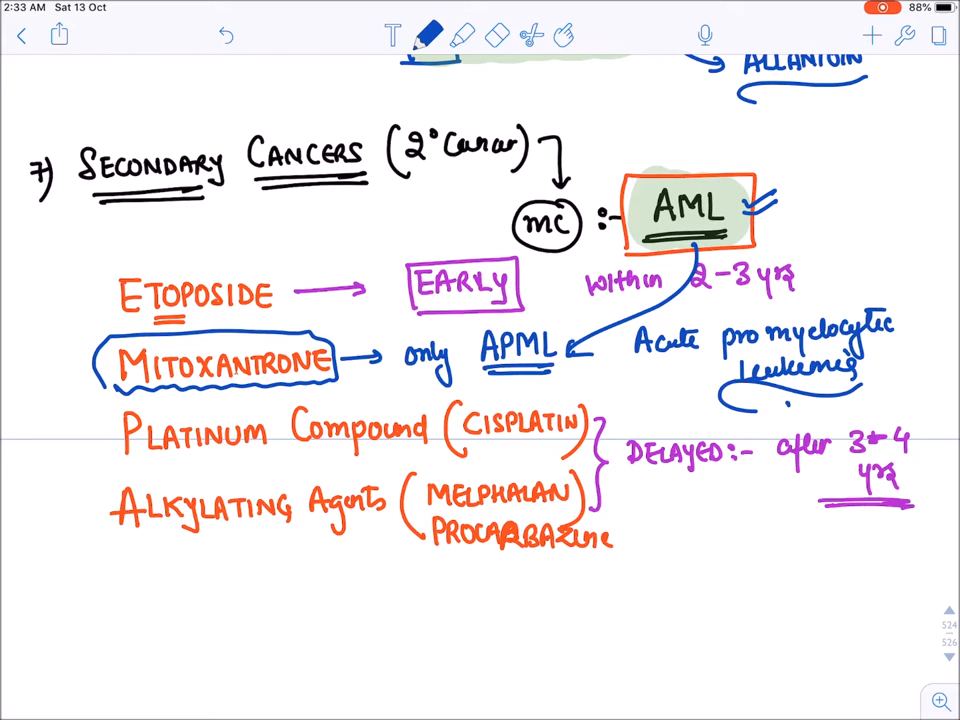 2:33 AM Sat 13 Oct 88%
T
ALLANTOIN
7) SECONDARY CANCERS (2° Cancer)
MC :- AML
ETOPOSIDE → EARLY within 2-3 yrs
MITOXANTRONE → only APML Acute promyelocytic
leukemia
PLATINUM Compound (CISPLATIN)
DELAYED:- after 3-4
yrs
ALKYLATING Agents (MELPHALAN
PROCARBAZine
524
526